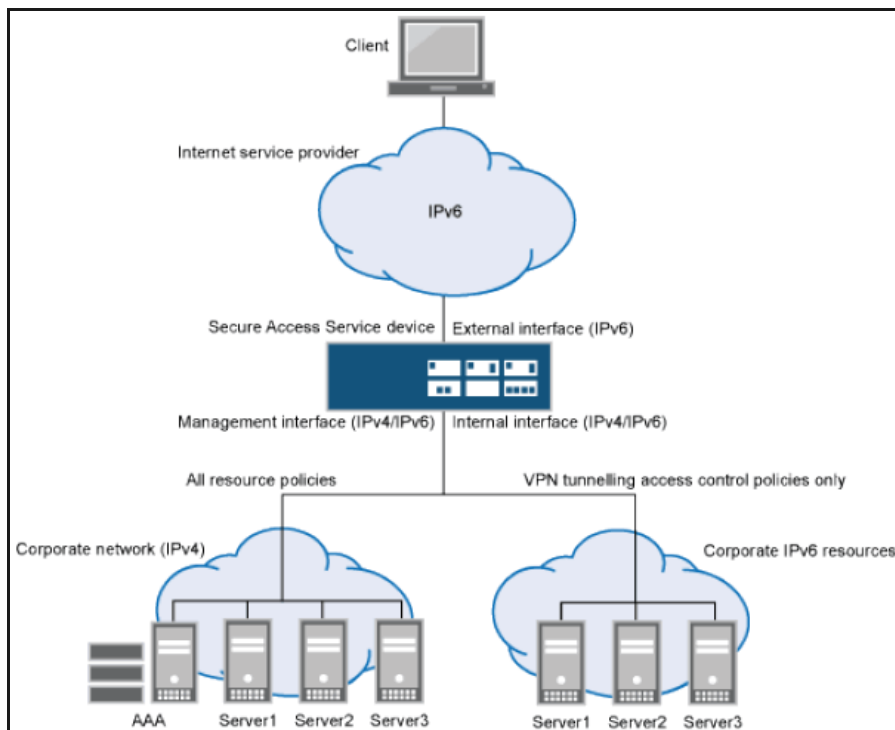 Client
Internet service provider
IPv6
Secure Access Service device
External interface (IPv6)
Management interface (IPv4/IPv6)
Internal interface (IPv4/IPv6)
All resource policies
VPN tunnelling access control policies only
Corporate network (IPv4)
Corporate IPv6 resources
AAA
Server1
Server2
Server3
Server1
Server2
Server3